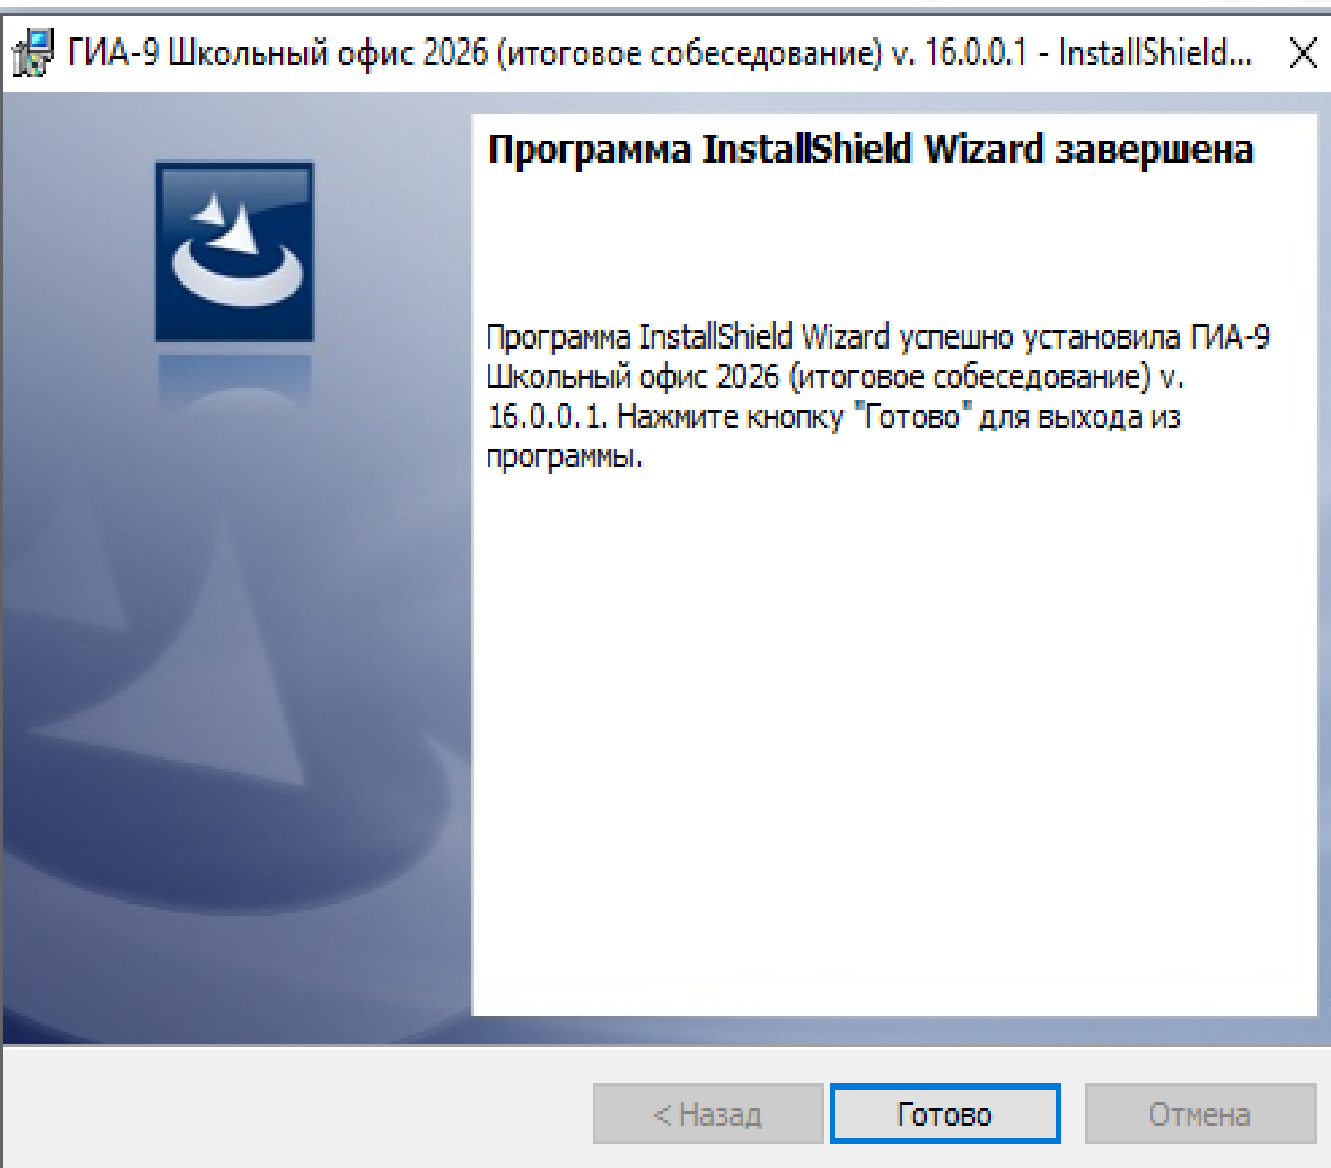 ГИА-9 Школьный офис 2026 (итоговое собеседование) v. 16.0.0.1 - InstallShield...
Программа InstallShield Wizard завершена
Программа InstallShield Wizard успешно установила ГИА-9
Школьный офис 2026 (итоговое собеседование) v.
16.0.0.1. Нажмите кнопку "Готово" для выхода из
программы.
< Назад
Готово
Отмена